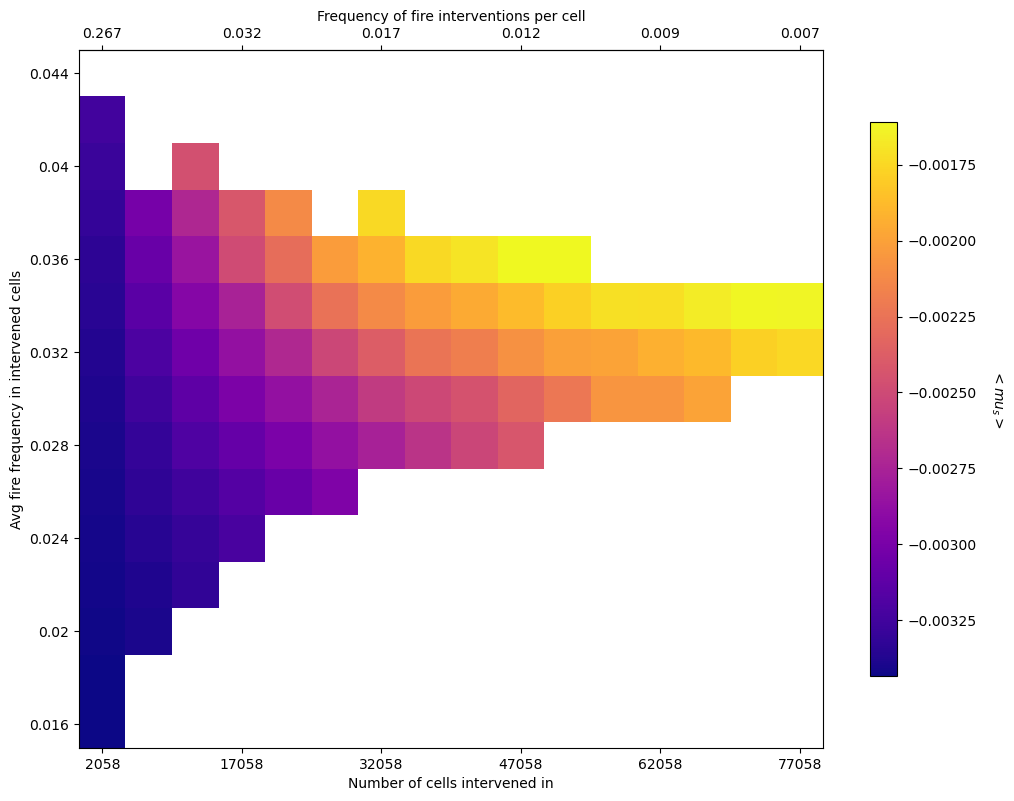 Frequency of fire interventions per cell
0.267 0.032 0.017 0.012 0.009 0.007
Avg fire frequency in intervened cells
0.044
0.04
0.036
0.032
0.028
0.024
0.02
0.016
2058 17058 32058 47058 62058 77058
Number of cells intervened in
−0.00175
−0.00200
−0.00225
−0.00250
−0.00275
−0.00300
−0.00325
< mu_s >